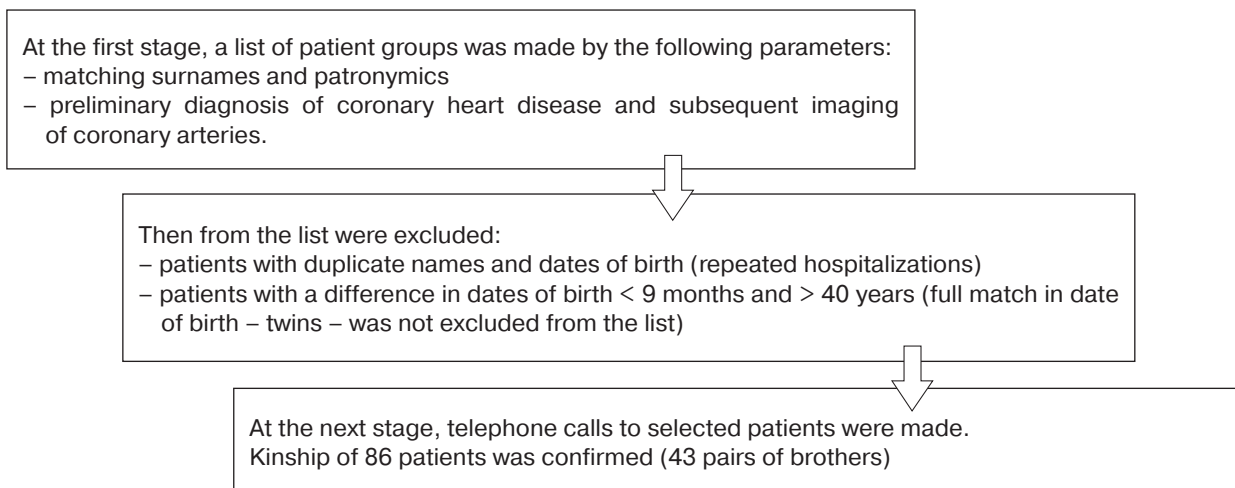 At the first stage, a list of patient groups was made by the following parameters:
– matching surnames and patronymics
– preliminary diagnosis of coronary heart disease and subsequent imaging
of coronary arteries.
Then from the list were excluded:
– patients with duplicate names and dates of birth (repeated hospitalizations)
– patients with a difference in dates of birth < 9 months and > 40 years (full match in date
of birth – twins – was not excluded from the list)
At the next stage, telephone calls to selected patients were made.
Kinship of 86 patients was confirmed (43 pairs of brothers)